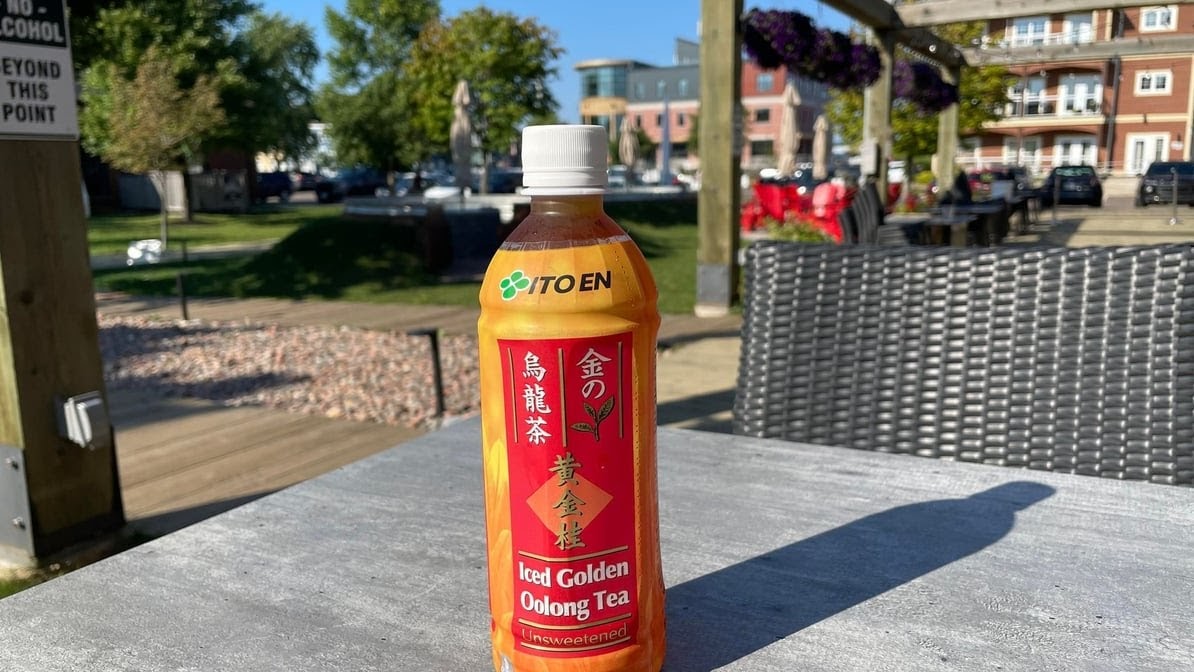 NO
ALCOHOL
BEYOND
THIS
POINT
ITO EN
金の
烏龍茶
黄金桂
Iced Golden
Oolong Tea
Unsweetened